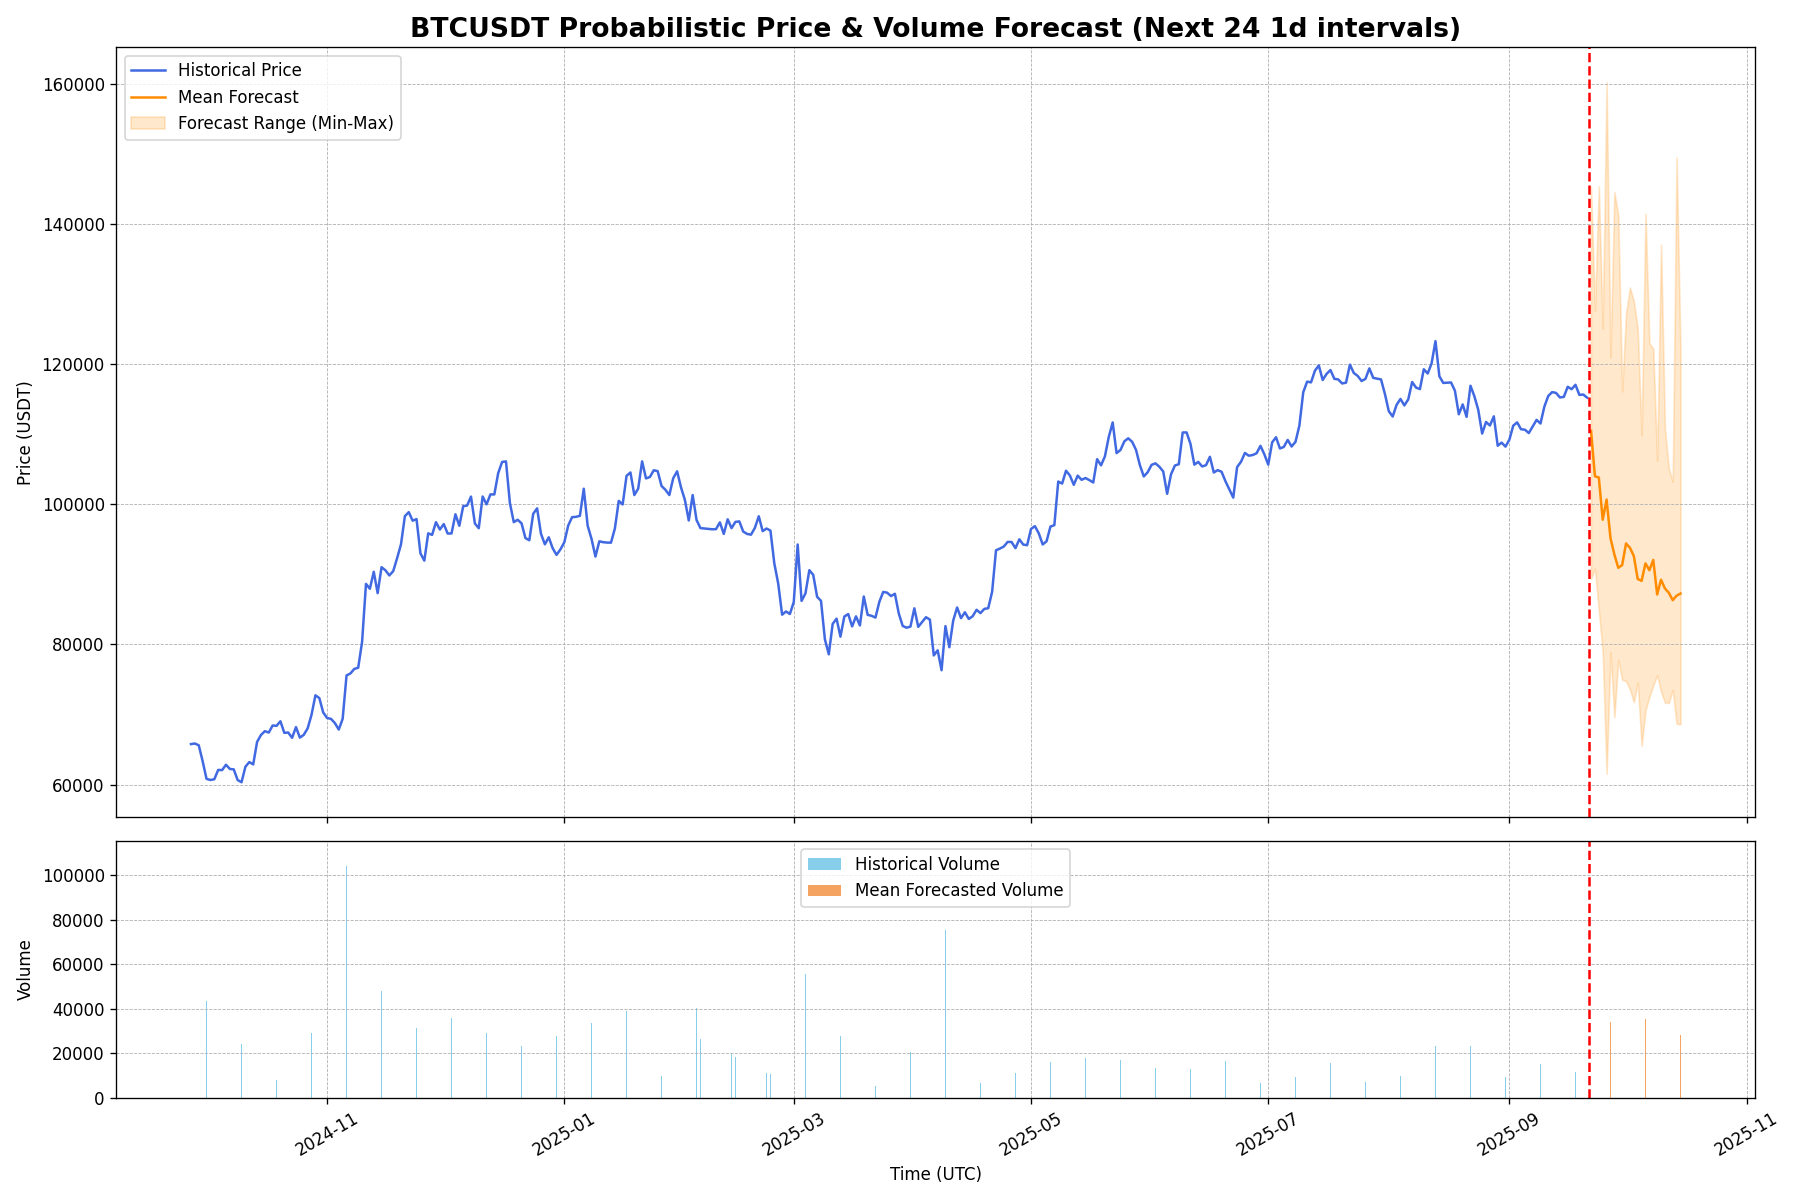 BTCUSDT Probabilistic Price & Volume Forecast (Next 24 1d intervals)
Historical Price
Mean Forecast
Forecast Range (Min-Max)
160000
140000
120000
100000
80000
60000
Price (USDT)
Historical Volume
Mean Forecasted Volume
100000
80000
60000
40000
20000
0
Volume
2024-11
2025-01
2025-03
2025-05
2025-07
2025-09
2025-11
Time (UTC)